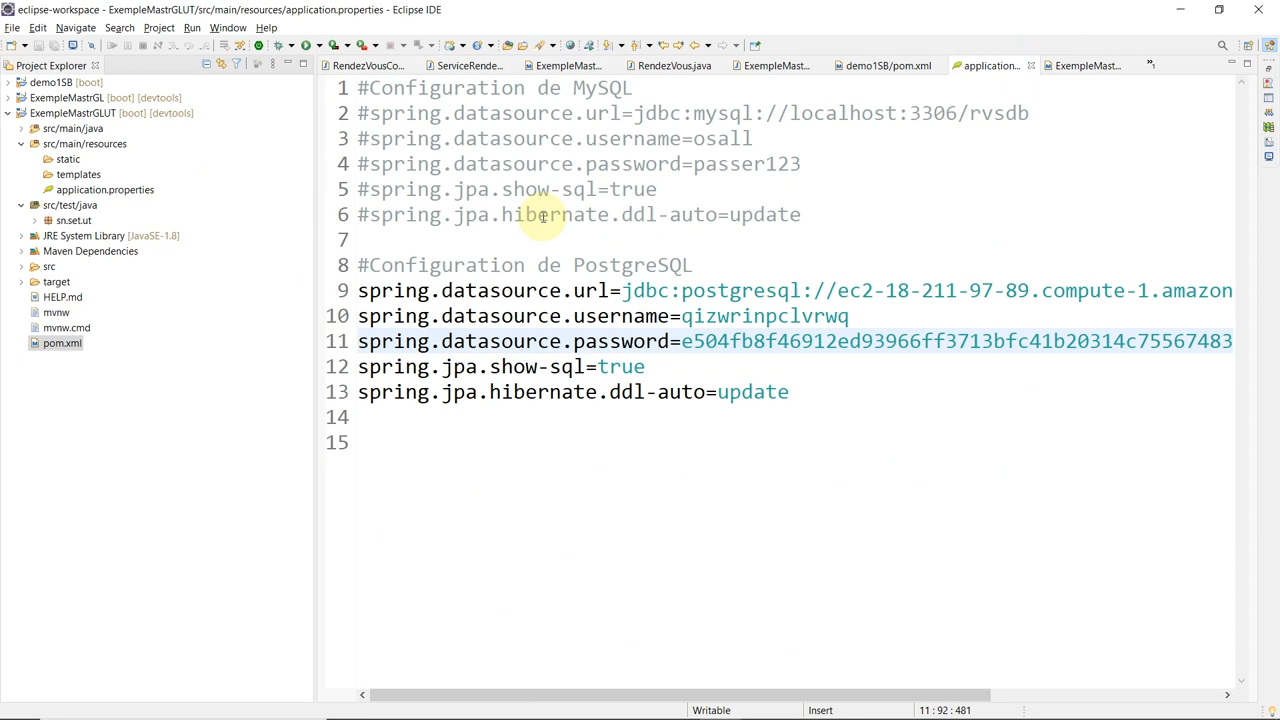 eclipse-workspace - ExempleMastrGLUT/src/main/resources/application.properties - Eclipse IDE
File Edit Navigate Search Project Run Window Help
Project Explorer
RendezVousCo... ServiceRende... ExempleMast... RendezVous.java ExempleMast... demo1SB/pom.xml application... ExempleMast... »1
demo1SB [boot]
ExempleMastrGL [boot] [devtools]
ExempleMastrGLUT [boot] [devtools]
src/main/java
src/main/resources
static
templates
application.properties
src/test/java
sn.set.ut
JRE System Library [JavaSE-1.8]
Maven Dependencies
src
target
HELP.md
mvnw
mvnw.cmd
pom.xml
1 #Configuration de MySQL
2 #spring.datasource.url=jdbc:mysql://localhost:3306/rvsdb
3 #spring.datasource.username=osall
4 #spring.datasource.password=passer123
5 #spring.jpa.show-sql=true
6 #spring.jpa.hibernate.ddl-auto=update
7
8 #Configuration de PostgreSQL
9 spring.datasource.url=jdbc:postgresql://ec2-18-211-97-89.compute-1.amazon
10 spring.datasource.username=qizwrinpclvrwq
11 spring.datasource.password=e504fb8f46912ed93966ff3713bfc41b20314c75567483
12 spring.jpa.show-sql=true
13 spring.jpa.hibernate.ddl-auto=update
14
15
Writable Insert 11:92:481